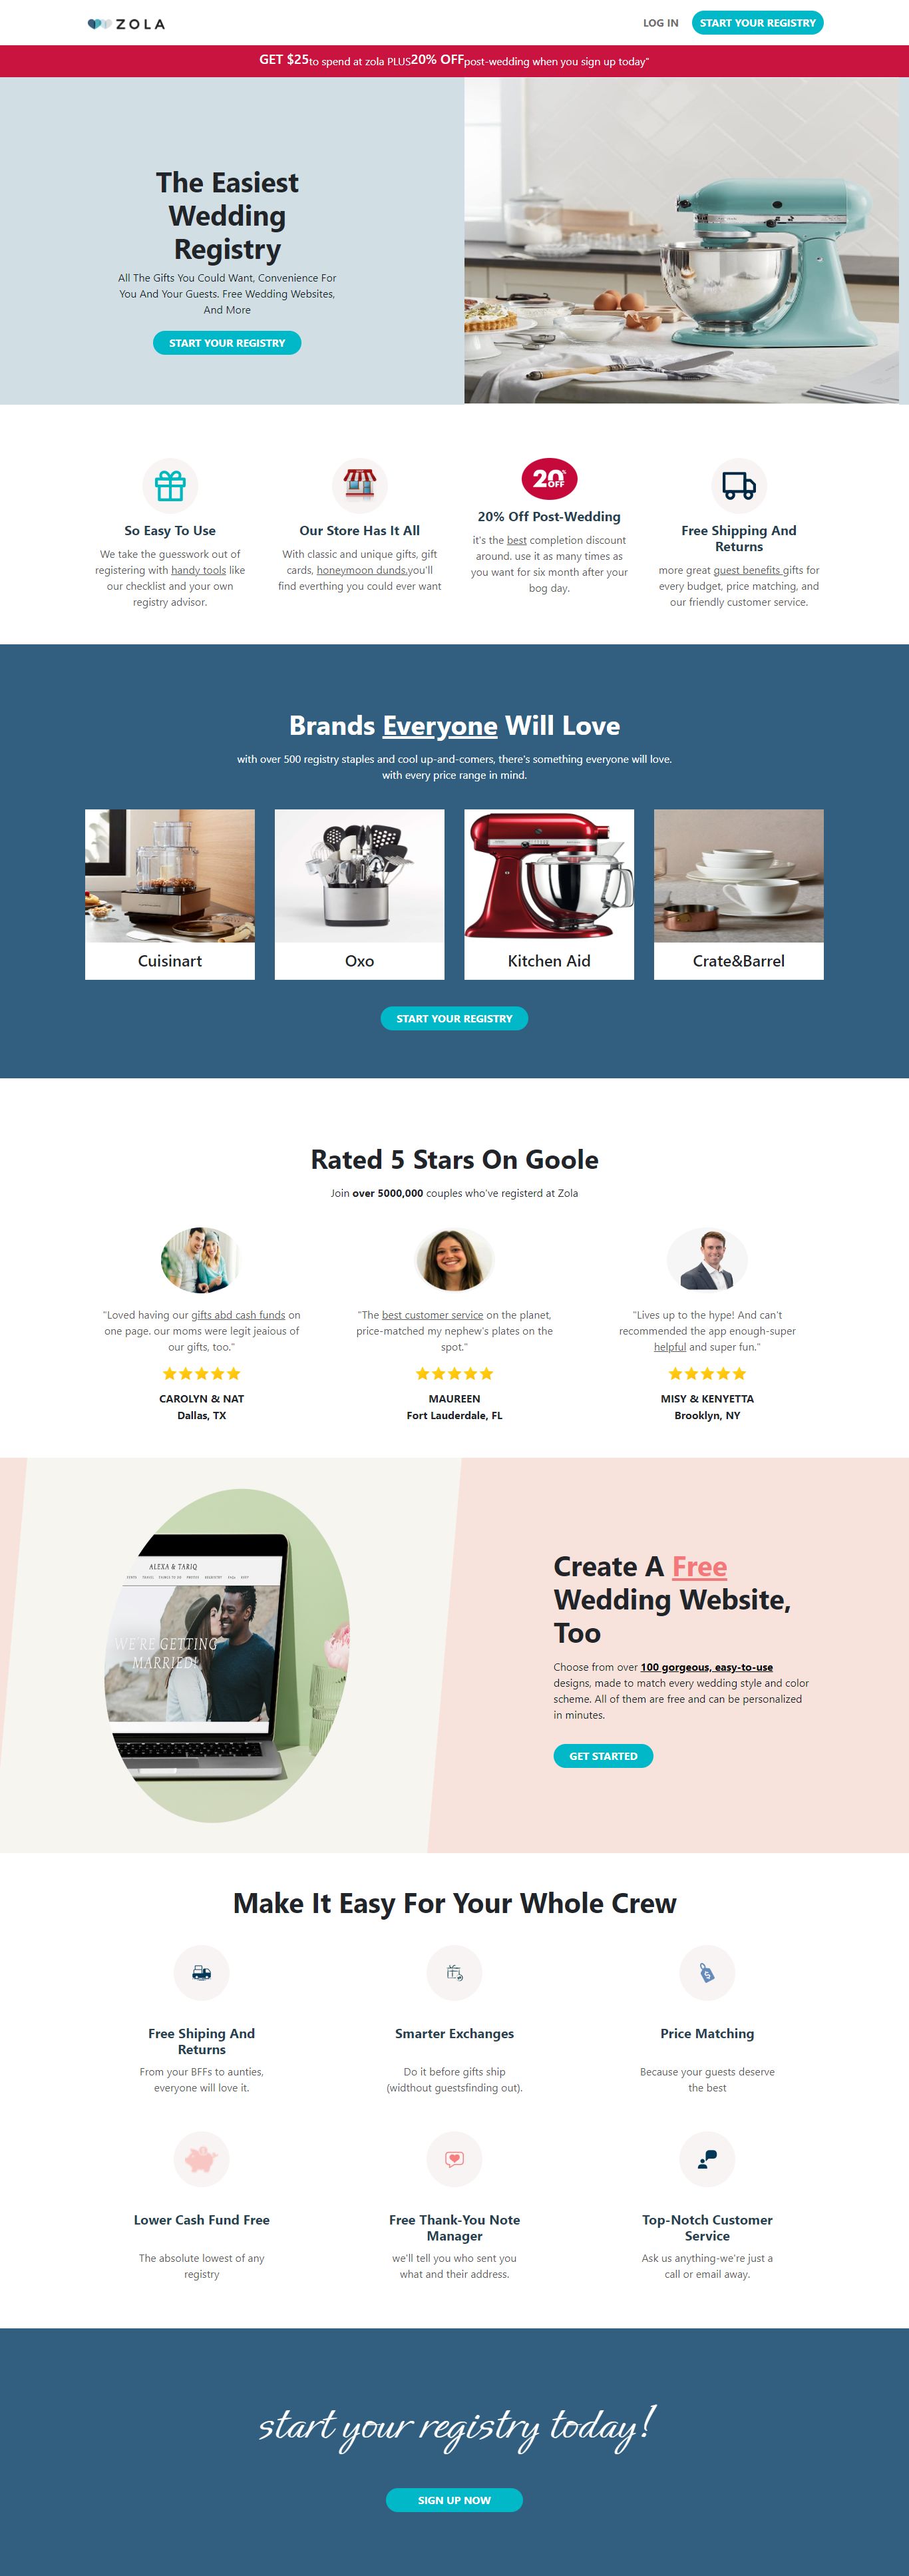 ZOLA
LOG IN
START YOUR REGISTRY
GET $25to spend at zola PLUS20% OFFpost-wedding when you sign up today"
The Easiest
Wedding
Registry
All The Gifts You Could Want, Convenience For
You And Your Guests. Free Wedding Websites,
And More
START YOUR REGISTRY
20% OFF
So Easy To Use
We take the guesswork out of
registering with handy tools like
our checklist and your own
registry advisor.
Our Store Has It All
With classic and unique gifts, gift
cards, honeymoon dunds,you'll
find everthing you could ever want
20% Off Post-Wedding
it's the best completion discount
around. use it as many times as
you want for six month after your
bog day.
Free Shipping And
Returns
more great guest benefits gifts for
every budget, price matching, and
our friendly customer service.
Brands Everyone Will Love
with over 500 registry staples and cool up-and-comers, there's something everyone will love.
with every price range in mind.
Cuisinart
Oxo
Kitchen Aid
Crate&Barrel
START YOUR REGISTRY
Rated 5 Stars On Goole
Join over 5000,000 couples who've registerd at Zola
"Loved having our gifts abd cash funds on
one page. our moms were legit jeaious of
our gifts, too."
CAROLYN & NAT
Dallas, TX
"The best customer service on the planet,
price-matched my nephew's plates on the
spot."
MAUREEN
Fort Lauderdale, FL
"Lives up to the hype! And can't
recommended the app enough-super
helpful and super fun."
MISY & KENYETTA
Brooklyn, NY
ALEXA & TARIQ
WE'RE GETTING
MARRIED!
Create A Free
Wedding Website,
Too
Choose from over 100 gorgeous, easy-to-use
designs, made to match every wedding style and color
scheme. All of them are free and can be personalized
in minutes.
GET STARTED
Make It Easy For Your Whole Crew
Free Shiping And
Returns
From your BFFs to aunties,
everyone will love it.
Smarter Exchanges
Do it before gifts ship
(widthout guestsfinding out).
Price Matching
Because your guests deserve
the best
Lower Cash Fund Free
The absolute lowest of any
registry
Free Thank-You Note
Manager
we'll tell you who sent you
what and their address.
Top-Notch Customer
Service
Ask us anything-we're just a
call or email away.
start your registry today!
SIGN UP NOW